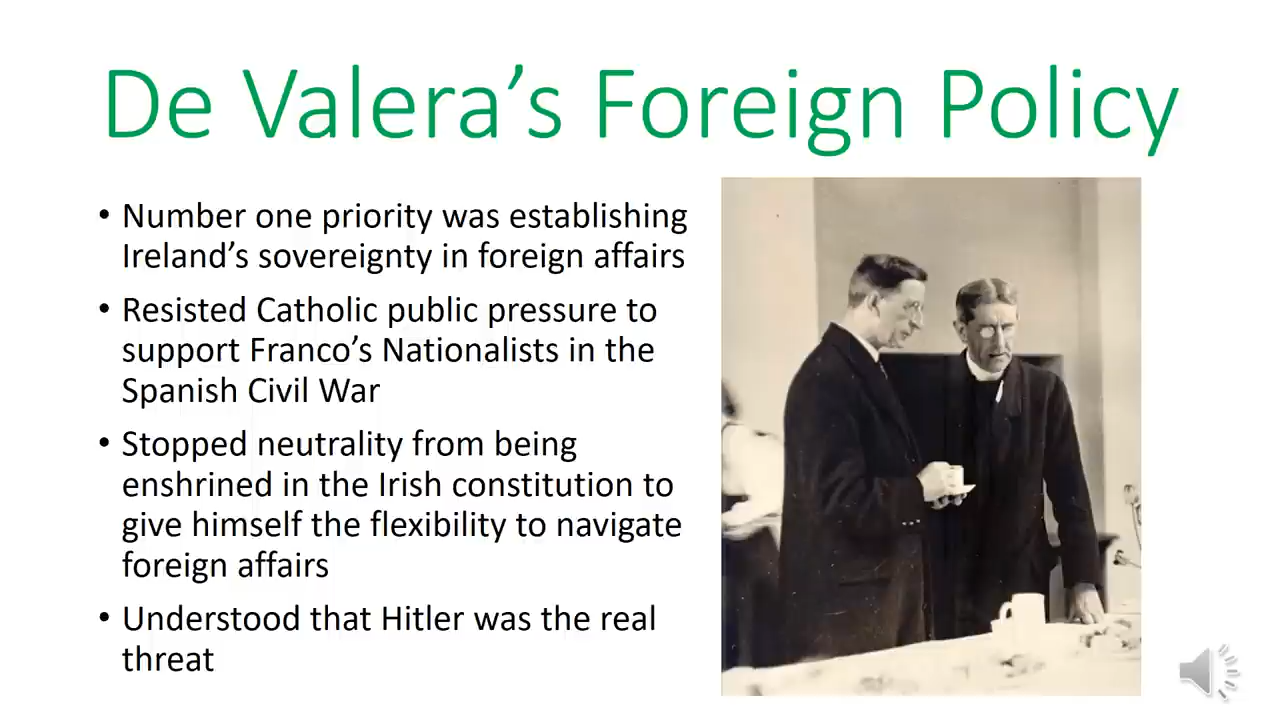 De Valera’s Foreign Policy
• Number one priority was establishing
Ireland’s sovereignty in foreign affairs
• Resisted Catholic public pressure to
support Franco’s Nationalists in the
Spanish Civil War
• Stopped neutrality from being
enshrined in the Irish constitution to
give himself the flexibility to navigate
foreign affairs
• Understood that Hitler was the real
threat